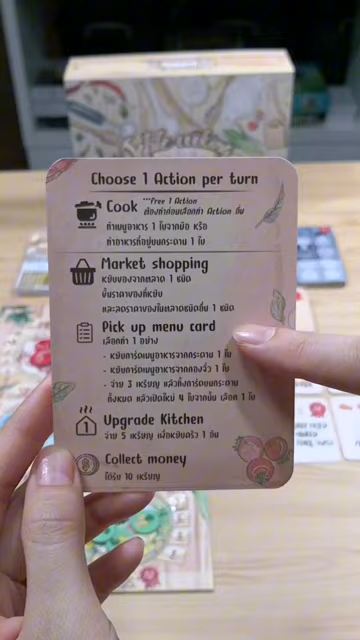 Choose 1 Action per turn
Cook ***Free 1 Action
ต้องทำก่อนเลือกทำ Action อื่น
ทำเมนูอาหาร 1 ใบจากมือ หรือ
ทำอาหารที่อยู่บนกระดาน 1 ใบ
Market shopping
หยิบของจากตลาด 1 ชนิด
ขึ้นราคาของที่หยิบ
และลดราคาของในตลาดชนิดอื่น 1 ชนิด
Pick up menu card
เลือกทำ 1 อย่าง
- หยิบการ์ดเมนูอาหารจากกระดาน 1 ใบ
- หยิบการ์ดเมนูอาหารจากกองจั่ว 1 ใบ
- จ่าย 3 เหรียญ แล้วทิ้งการ์ดบนกระดาน
ทั้งหมด แล้วเปิดใหม่ 4 ใบจากนั้น เลือก 1 ใบ
1 Upgrade Kitchen
จ่าย 5 เหรียญ เพื่อหยิบครัว 1 อัน
Collect money
ได้รับ 10 เหรียญ